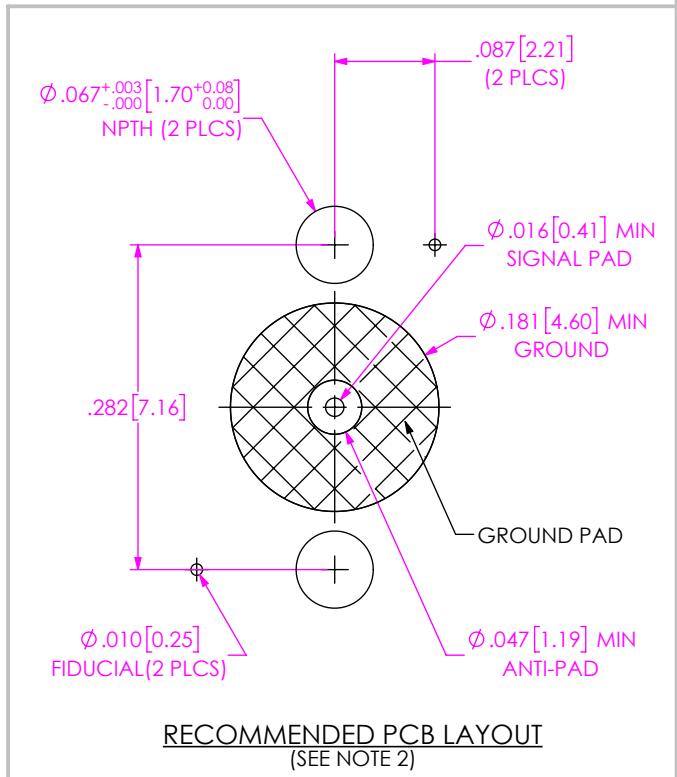 .087[2.21]
(2 PLCS)
Ø.067+.003 -.000[1.70+0.08 0.00]
NPTH (2 PLCS)
Ø.016[0.41] MIN
SIGNAL PAD
Ø.181[4.60] MIN
GROUND
.282[7.16]
GROUND PAD
Ø.010[0.25]
FIDUCIAL(2 PLCS)
Ø.047[1.19] MIN
ANTI-PAD
RECOMMENDED PCB LAYOUT
(SEE NOTE 2)